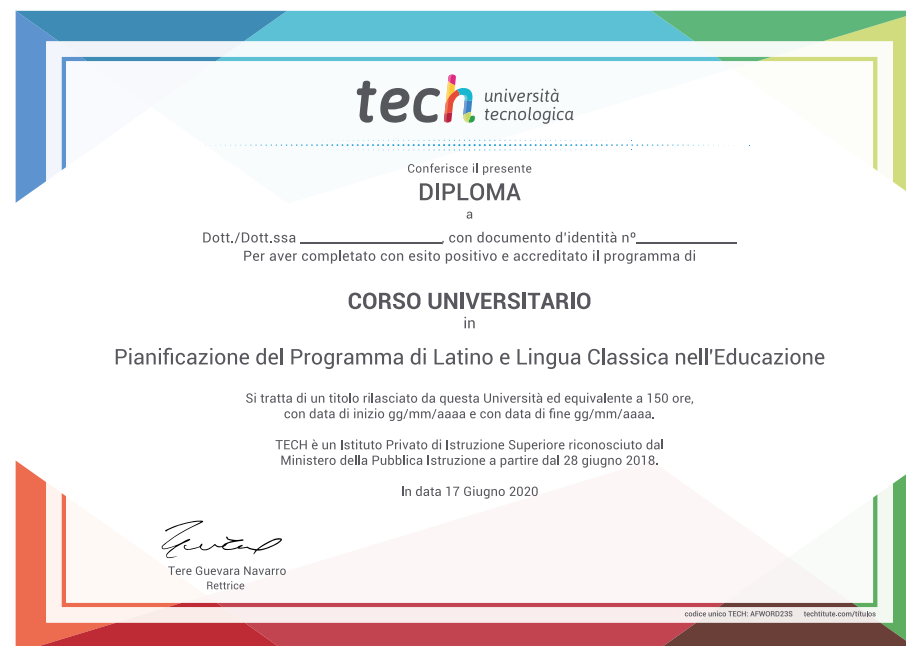 tech università
tecnologica
Conferisce il presente
DIPLOMA
a
Dott./Dott.ssa ________________, con documento d'identità nº____________
Per aver completato con esito positivo e accreditato il programma di
CORSO UNIVERSITARIO
in
Pianificazione del Programma di Latino e Lingua Classica nell'Educazione
Si tratta di un titolo rilasciato da questa Università ed equivalente a 150 ore,
con data di inizio gg/mm/aaaa e con data di fine gg/mm/aaaa.
TECH è un Istituto Privato di Istruzione Superiore riconosciuto dal
Ministero della Pubblica Istruzione a partire dal 28 giugno 2018.
In data 17 Giugno 2020
Tere Guevara Navarro
Rettrice
codice unico TECH: AFWORD23S techtitute.com/títulos